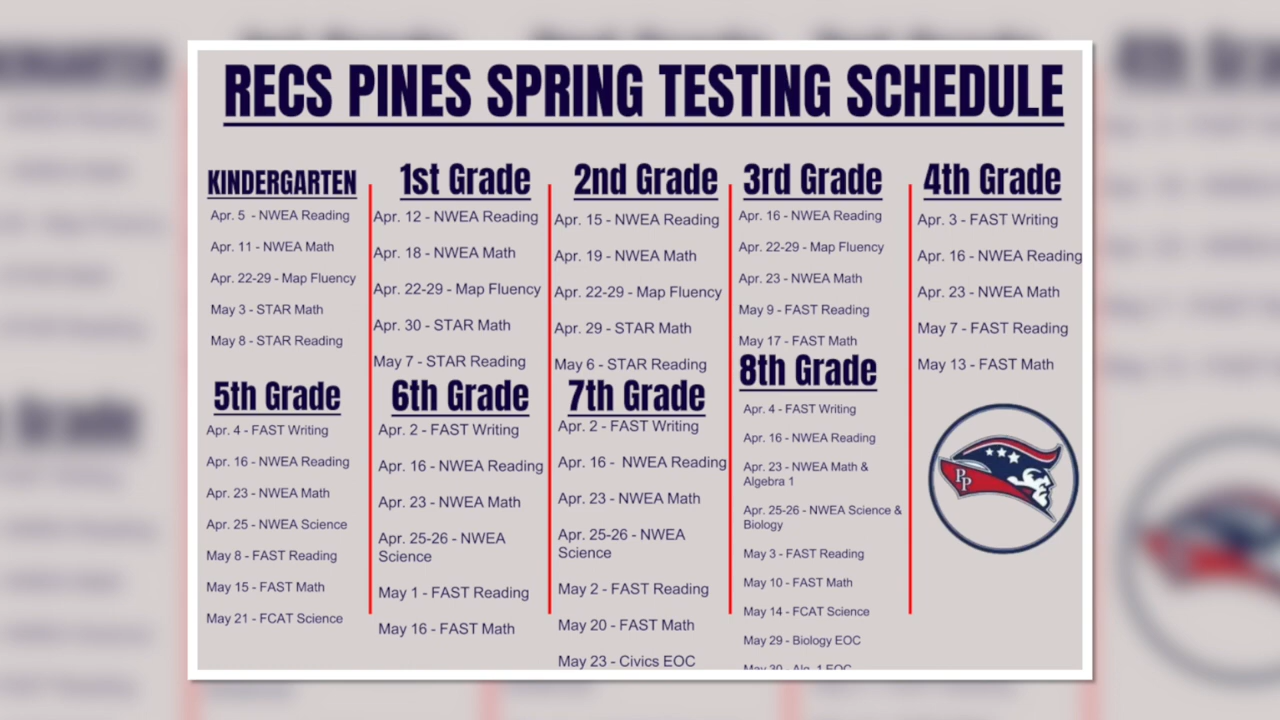 RECS PINES SPRING TESTING SCHEDULE
KINDERGARTEN
Apr. 5 - NWEA Reading
Apr. 11 - NWEA Math
Apr. 22-29 - Map Fluency
May 3 - STAR Math
May 8 - STAR Reading
1st Grade
Apr. 12 - NWEA Reading
Apr. 18 - NWEA Math
Apr. 22-29 - Map Fluency
Apr. 30 - STAR Math
May 7 - STAR Reading
2nd Grade
Apr. 15 - NWEA Reading
Apr. 19 - NWEA Math
Apr. 22-29 - Map Fluency
Apr. 29 - STAR Math
May 6 - STAR Reading
3rd Grade
Apr. 16 - NWEA Reading
Apr. 22-29 - Map Fluency
Apr. 23 - NWEA Math
May 9 - FAST Reading
May 17 - FAST Math
4th Grade
Apr. 3 - FAST Writing
Apr. 16 - NWEA Reading
Apr. 23 - NWEA Math
May 7 - FAST Reading
May 13 - FAST Math
5th Grade
Apr. 4 - FAST Writing
Apr. 16 - NWEA Reading
Apr. 23 - NWEA Math
Apr. 25 - NWEA Science
May 8 - FAST Reading
May 15 - FAST Math
May 21 - FCAT Science
6th Grade
Apr. 2 - FAST Writing
Apr. 16 - NWEA Reading
Apr. 23 - NWEA Math
Apr. 25-26 - NWEA
Science
May 1 - FAST Reading
May 16 - FAST Math
7th Grade
Apr. 2 - FAST Writing
Apr. 16 - NWEA Reading
Apr. 23 - NWEA Math
Apr. 25-26 - NWEA
Science
May 2 - FAST Reading
May 20 - FAST Math
May 23 - Civics EOC
8th Grade
Apr. 4 - FAST Writing
Apr. 16 - NWEA Reading
Apr. 23 - NWEA Math &
Algebra 1
Apr. 25-26 - NWEA Science &
Biology
May 3 - FAST Reading
May 10 - FAST Math
May 14 - FCAT Science
May 29 - Biology EOC
May 30 - Alg. 1 EOC
PP